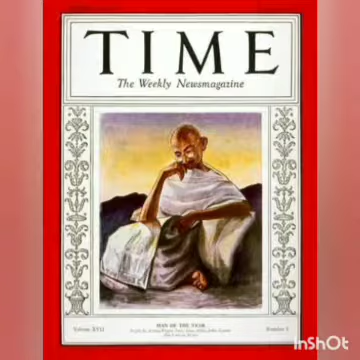 TIME
The Weekly Newsmagazine
MAN OF THE YEAR
Volume XVII
Number 1
InShOt